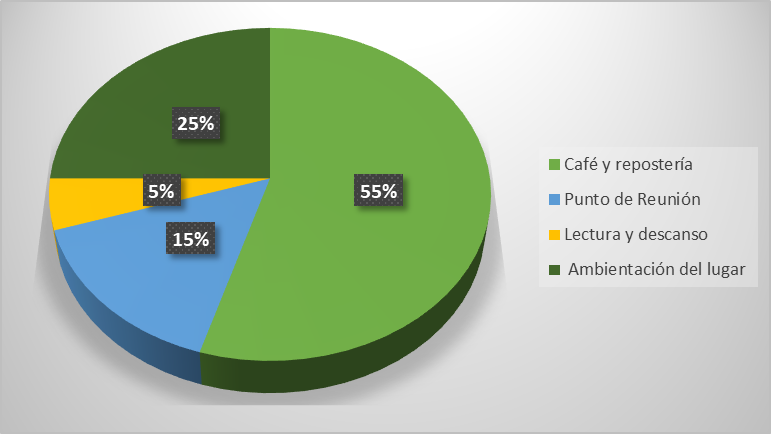 25%
5%
55%
15%
Café y repostería
Punto de Reunión
Lectura y descanso
Ambientación del lugar